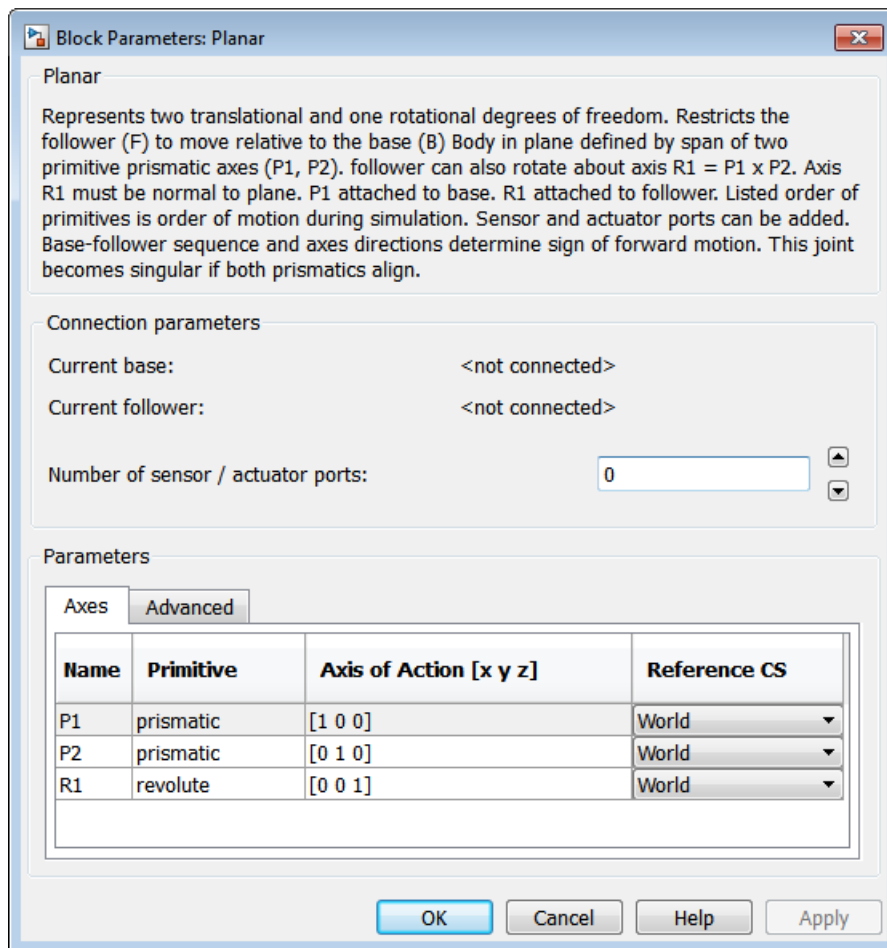 Block Parameters: Planar
Planar
Represents two translational and one rotational degrees of freedom. Restricts the
follower (F) to move relative to the base (B) Body in plane defined by span of two
primitive prismatic axes (P1, P2). follower can also rotate about axis R1 = P1 x P2. Axis
R1 must be normal to plane. P1 attached to base. R1 attached to follower. Listed order of
primitives is order of motion during simulation. Sensor and actuator ports can be added.
Base-follower sequence and axes directions determine sign of forward motion. This joint
becomes singular if both prismatics align.
Connection parameters
Current base: <not connected>
Current follower: <not connected>
Number of sensor / actuator ports: 0
Parameters
Axes Advanced
Name Primitive Axis of Action [x y z] Reference CS
P1 prismatic [1 0 0] World
P2 prismatic [0 1 0] World
R1 revolute [0 0 1] World
OK Cancel Help Apply